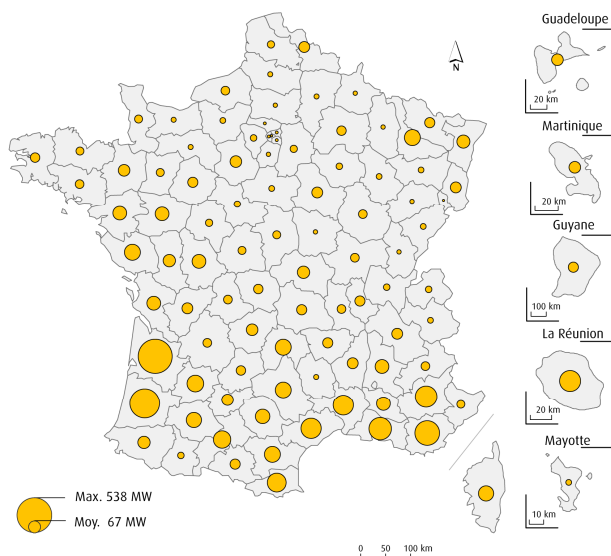 Guadeloupe
20 km
Martinique
20 km
Guyane
100 km
La Réunion
20 km
Mayotte
10 km
N
Max. 538 MW
Moy. 67 MW
0 50 100 km